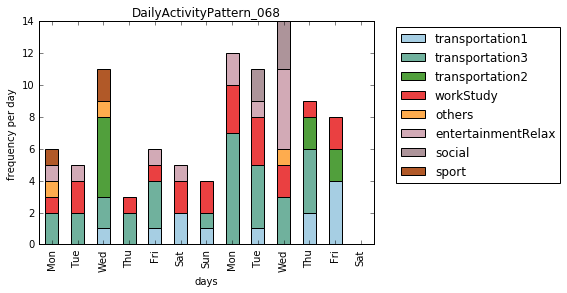 DailyActivityPattern_068
14
12
10
8
6
4
2
0
frequency per day
Mon
Tue
Wed
Thu
Fri
Sat
Sun
Mon
Tue
Wed
Thu
Fri
Sat
days
transportation1
transportation3
transportation2
workStudy
others
entertainmentRelax
social
sport